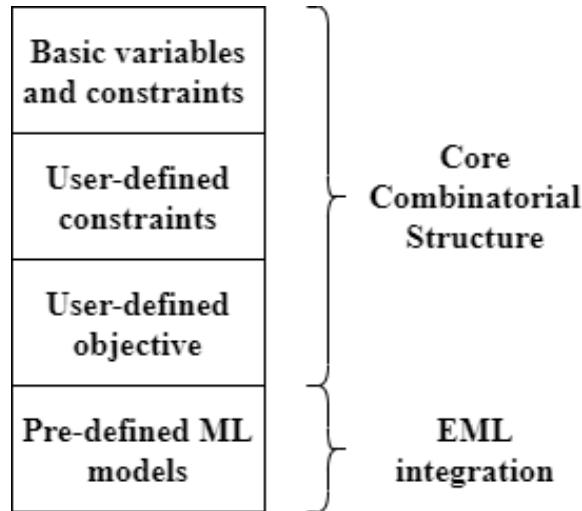 Basic variables
and constraints
User-defined
constraints
User-defined
objective
Pre-defined ML
models
Core
Combinatorial
Structure
EML
integration